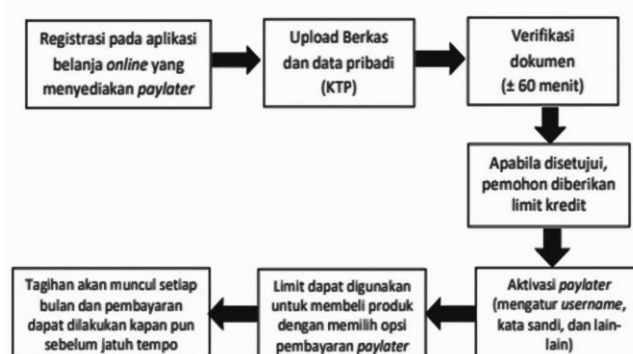 Registrasi pada aplikasi
belanja online yang
menyediakan paylater
Upload Berkas
dan data pribadi
(KTP)
Verifikasi
dokumen
(± 60 menit)
Apabila disetujui,
pemohon diberikan
limit kredit
Aktivasi paylater
(mengatur username,
kata sandi, dan lain-
lain)
Limit dapat digunakan
untuk membeli produk
dengan memilih opsi
pembayaran paylater
Tagihan akan muncul setiap
bulan dan pembayaran
dapat dilakukan kapan pun
sebelum jatuh tempo